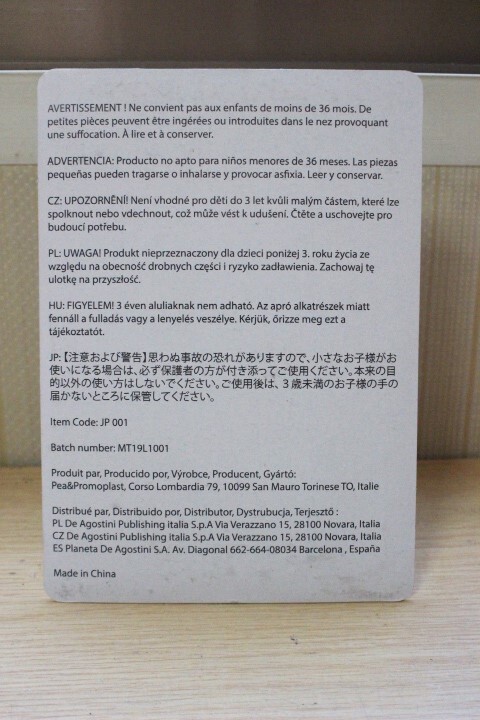 AVERTISSEMENT ! Ne convient pas aux enfants de moins de 36 mois. De
petites pièces peuvent être ingérées ou introduites dans le nez provoquant
une suffocation. À lire et à conserver.
ADVERTENCIA: Producto no apto para niños menores de 36 meses. Las piezas
pequeñas pueden tragarse o inhalarse y provocar asfixia. Leer y conservar.
CZ: UPOZORNĚNÍ! Není vhodné pro děti do 3 let kvůli malým částem, které lze
spolknout nebo vdechnout, což může vést k udušení. Čtěte a uschovejte pro
budoucí potřebu.
PL: UWAGA! Produkt nieprzeznaczony dla dzieci poniżej 3. roku życia ze
względu na obecność drobnych części i ryzyko zadławienia. Zachowaj tę
ulotkę na przyszłość.
HU: FIGYELEM! 3 éven aluliaknak nem adható. Az apró alkatrészek miatt
fennáll a fulladás vagy a lenyelés veszélye. Kérjük, őrizze meg ezt a
tájékoztatót.
JP:【注意および警告】思わぬ事故の恐れがありますので、小さなお子様がお
使いになる場合は、必ず保護者の方が付き添ってご使用ください。本来の目
的以外の使い方はしないでください。ご使用後は、3歳未満のお子様の手の
届かないところに保管してください。
Item Code: JP 001
Batch number: MT19L1001
Produit par, Producido por, Výrobce, Producent, Gyártó:
Pea&Promoplast, Corso Lombardia 79, 10099 San Mauro Torinese TO, Italie
Distribué par, Distribuido por, Distributor, Dystrubucja, Terjesztő :
PL De Agostini Publishing italia S.p.A Via Verazzano 15, 28100 Novara, Italia
CZ De Agostini Publishing italia S.p.A Via Verazzano 15, 28100 Novara, Italia
ES Planeta De Agostini S.A. Av. Diagonal 662-664-08034 Barcelona , España
Made in China